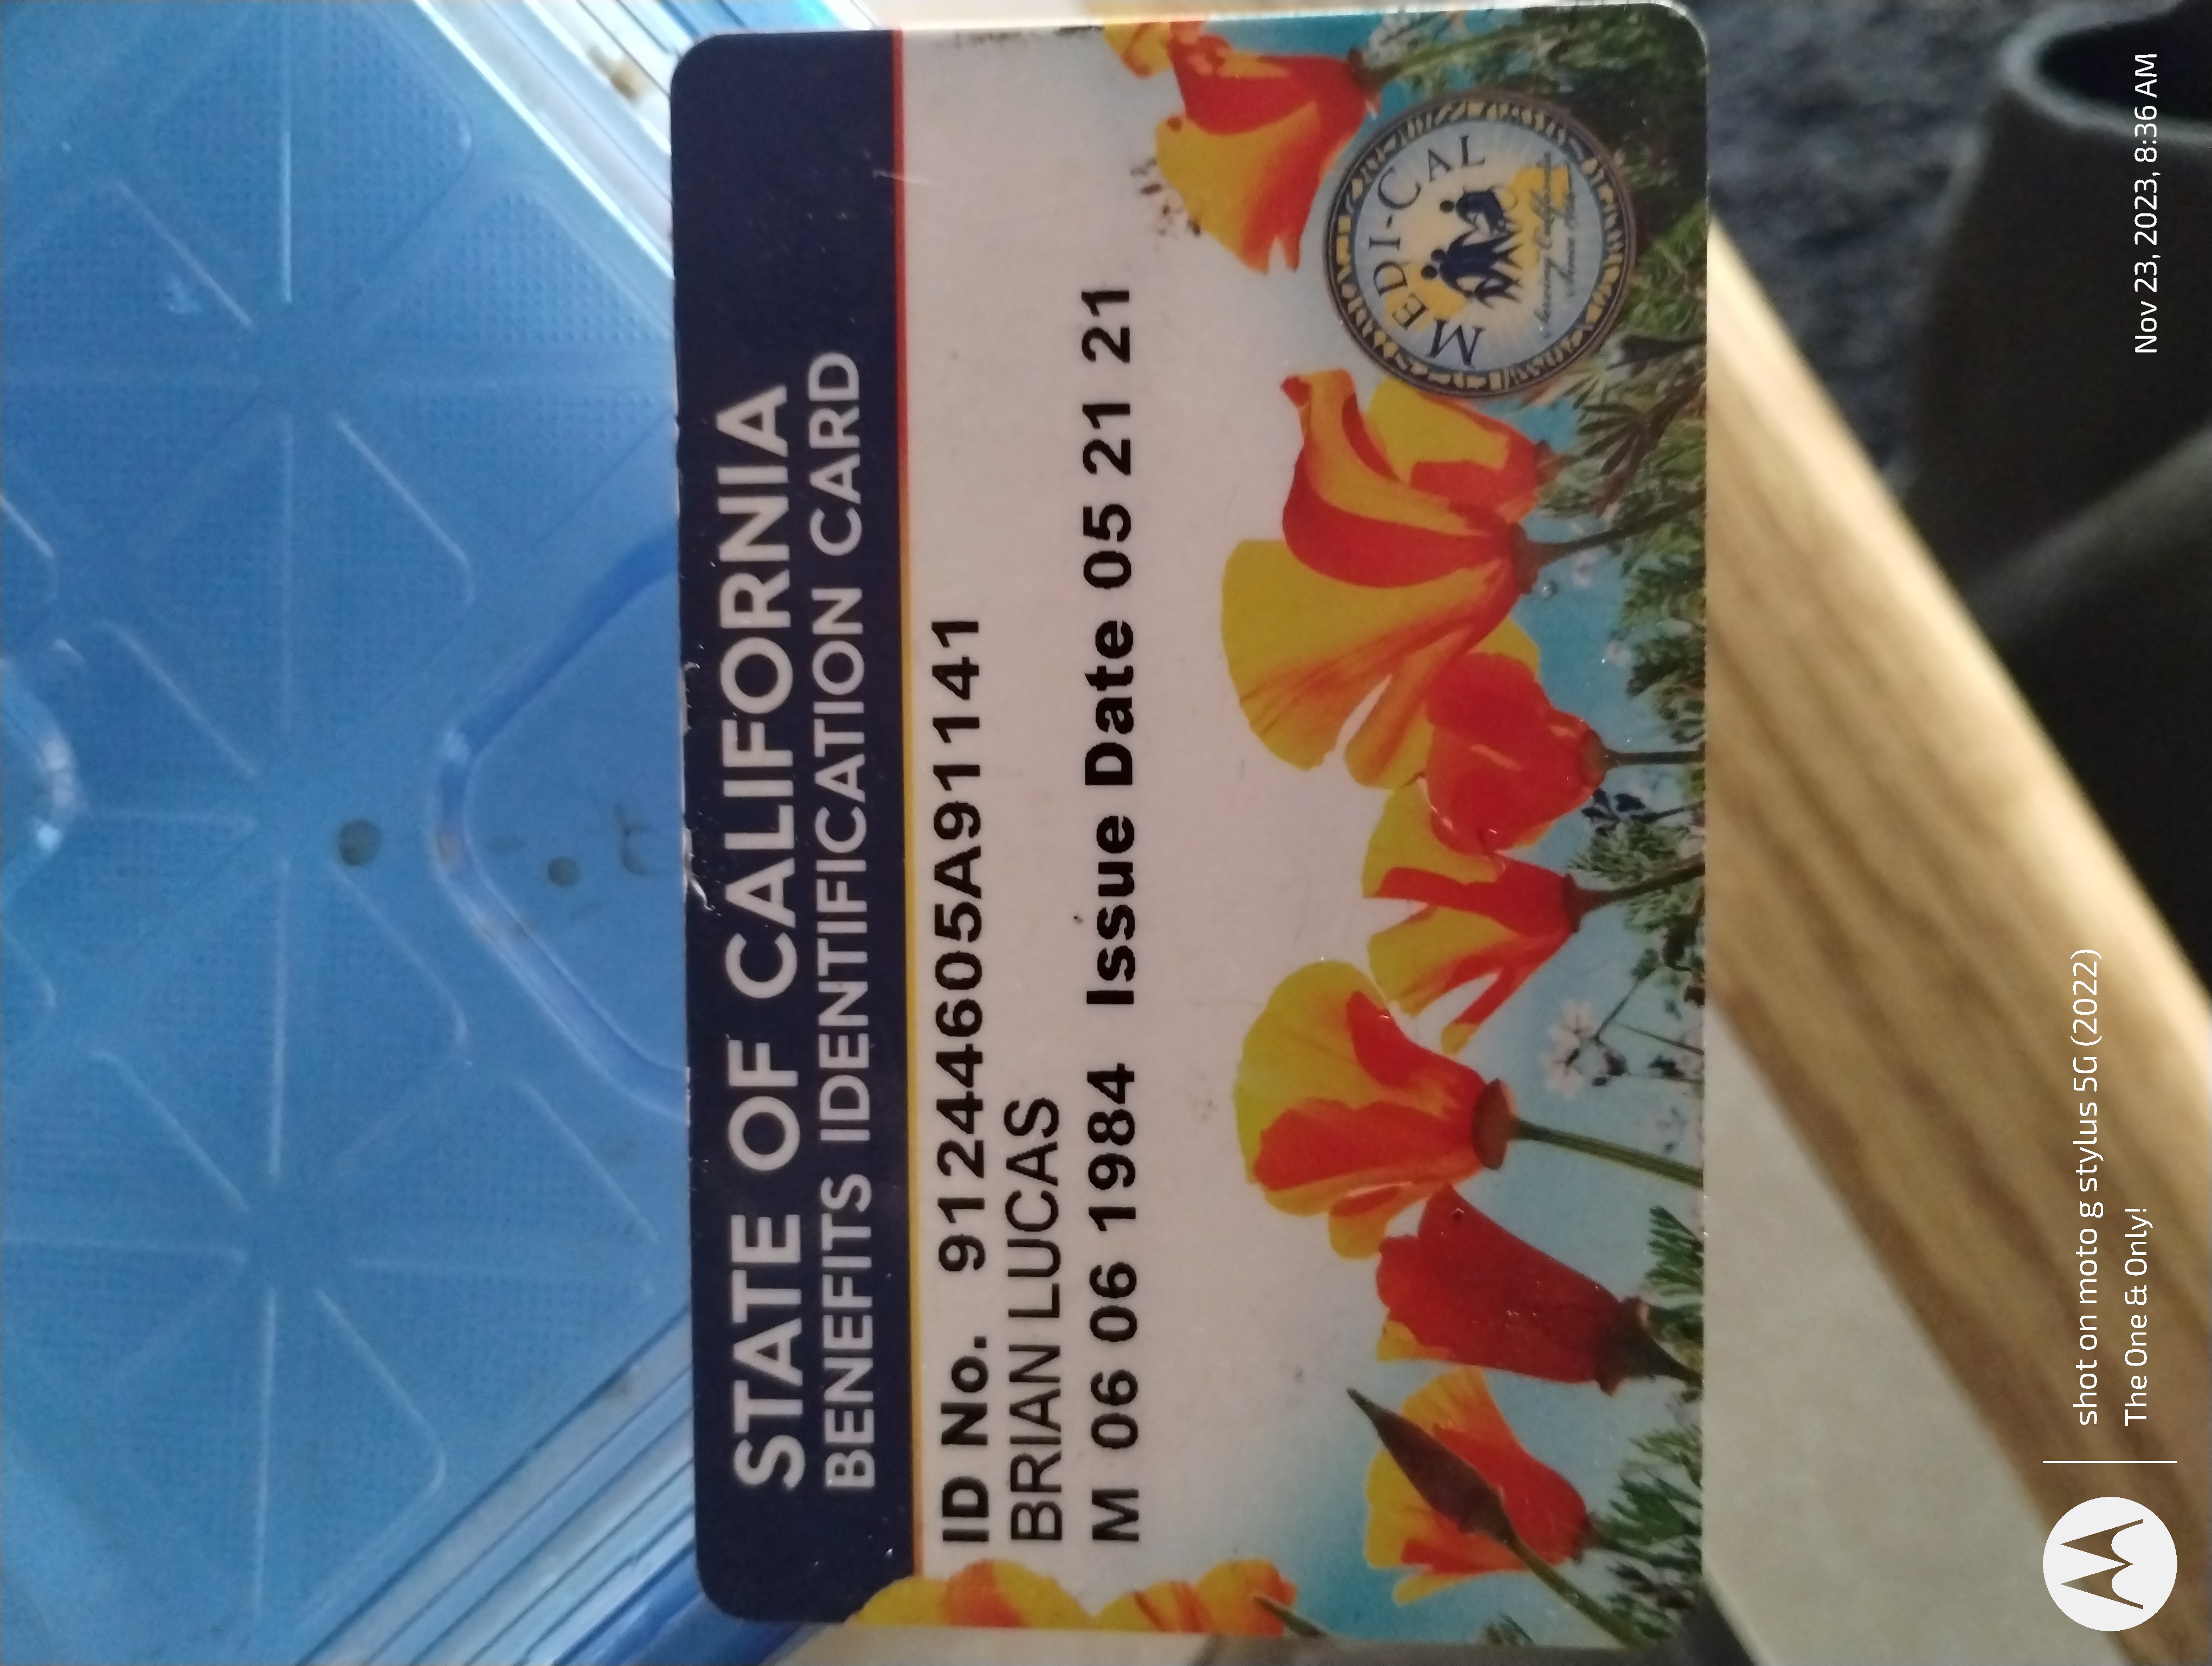 STATE OF CALIFORNIA
BENEFITS IDENTIFICATION CARD
ID No. 91244605A91141
BRIAN LUCAS
M 06 06 1984 Issue Date 05 21 21
MEDI-CAL
shot on moto g stylus 5G (2022)
The One & Only!
Nov 23, 2023, 8:36 AM